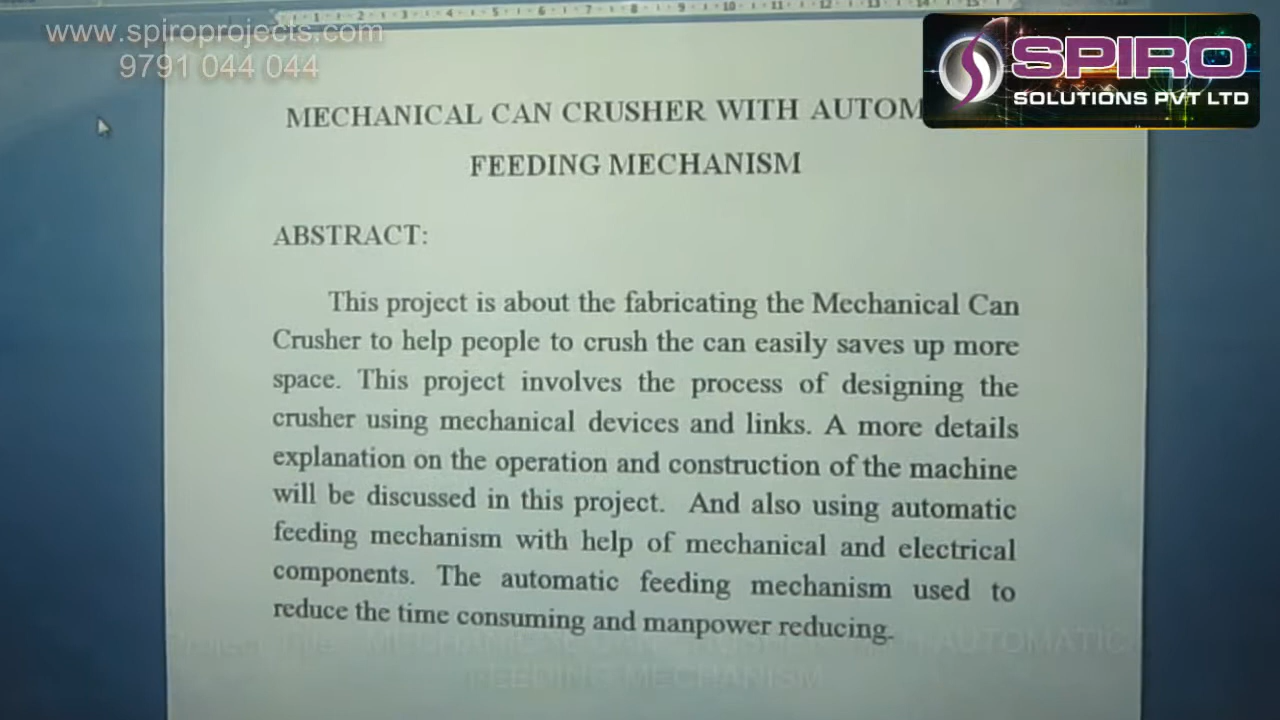 www.spiroprojects.com
9791 044 044
SPIRO
SOLUTIONS PVT LTD
MECHANICAL CAN CRUSHER WITH AUTOM
FEEDING MECHANISM
ABSTRACT:
This project is about the fabricating the Mechanical Can
Crusher to help people to crush the can easily saves up more
space. This project involves the process of designing the
crusher using mechanical devices and links. A more details
explanation on the operation and construction of the machine
will be discussed in this project. And also using automatic
feeding mechanism with help of mechanical and electrical
components. The automatic feeding mechanism used to
reduce the time consuming and manpower reducing.
AUTOMATIC
FEEDING MECHANISM